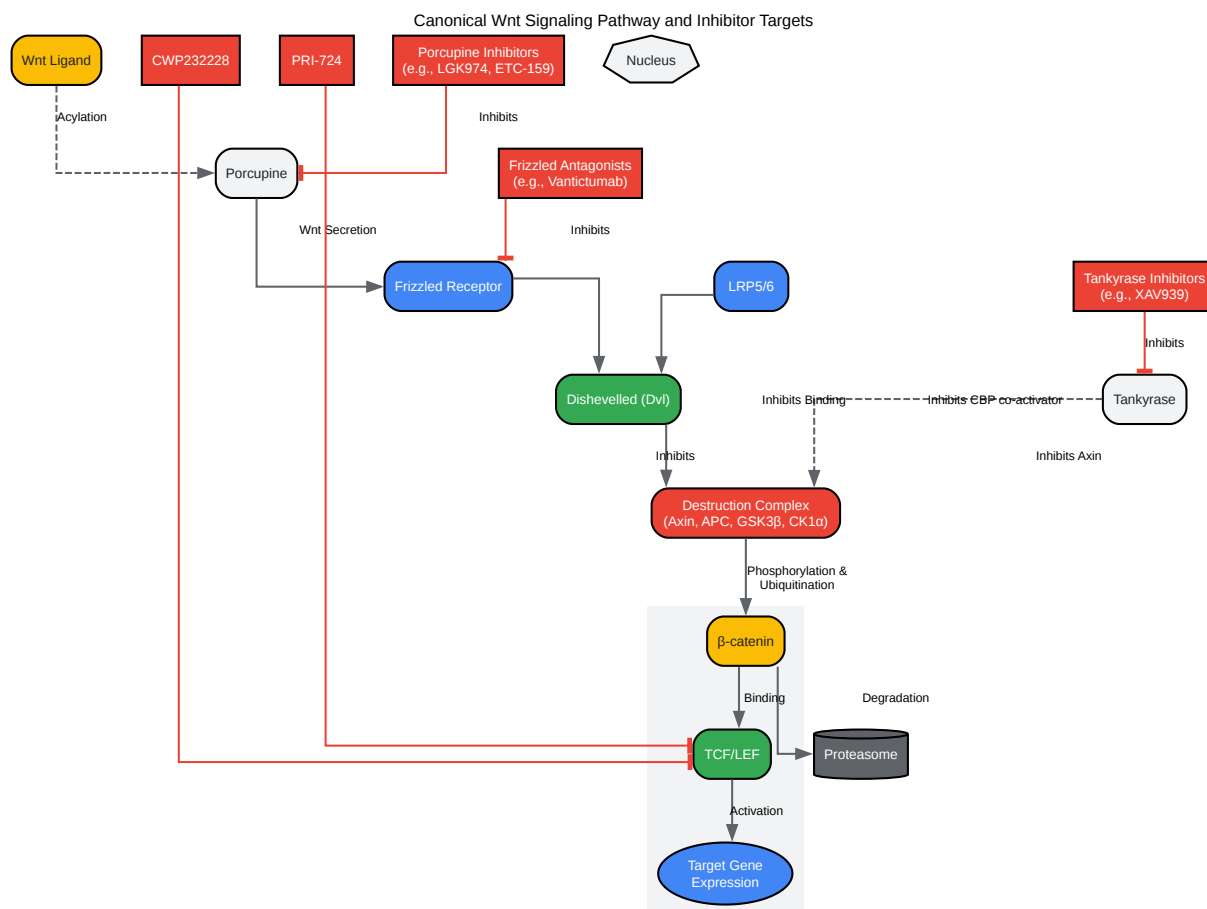 Canonical Wnt Signaling Pathway and Inhibitor Targets
Wnt Ligand
CWP232228
PRI-724
Porcupine Inhibitors
(e.g., LGK974, ETC-159)
Nucleus
Acylation
Inhibits
Porcupine
Frizzled Antagonists
(e.g., Vantictumab)
Wnt Secretion
Inhibits
Frizzled Receptor
LRP5/6
Tankyrase Inhibitors
(e.g., XAV939)
Inhibits
Dishevelled (Dvl)
Inhibits Binding
Inhibits CBP co-activator
Tankyrase
Inhibits
Inhibits Axin
Destruction Complex
(Axin, APC, GSK3β, CK1α)
Phosphorylation &
Ubiquitination
β-catenin
Binding
Degradation
TCF/LEF
Proteasome
Activation
Target Gene
Expression